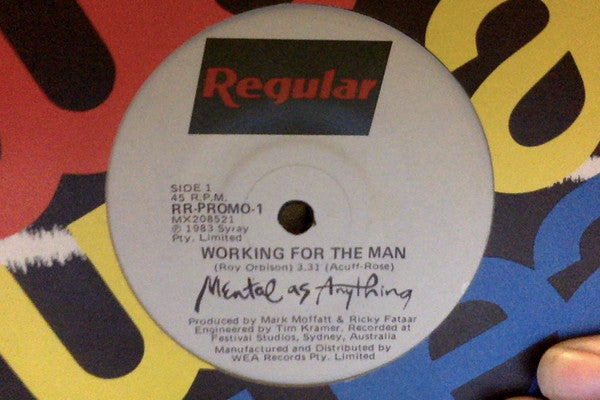 Regular
SIDE 1
45 R.P.M.
RR-PROMO-1
MX208521
℗ 1983 Syray
Pty. Limited
WORKING FOR THE MAN
(Roy Orbison) 3.31 (Acuff-Rose)
Mental as Anything
Produced by Mark Moffatt & Ricky Fataar
Engineered by Tim Kramer, Recorded at
Festival Studios, Sydney, Australia
Manufactured and Distributed by
WEA Records Pty. Limited